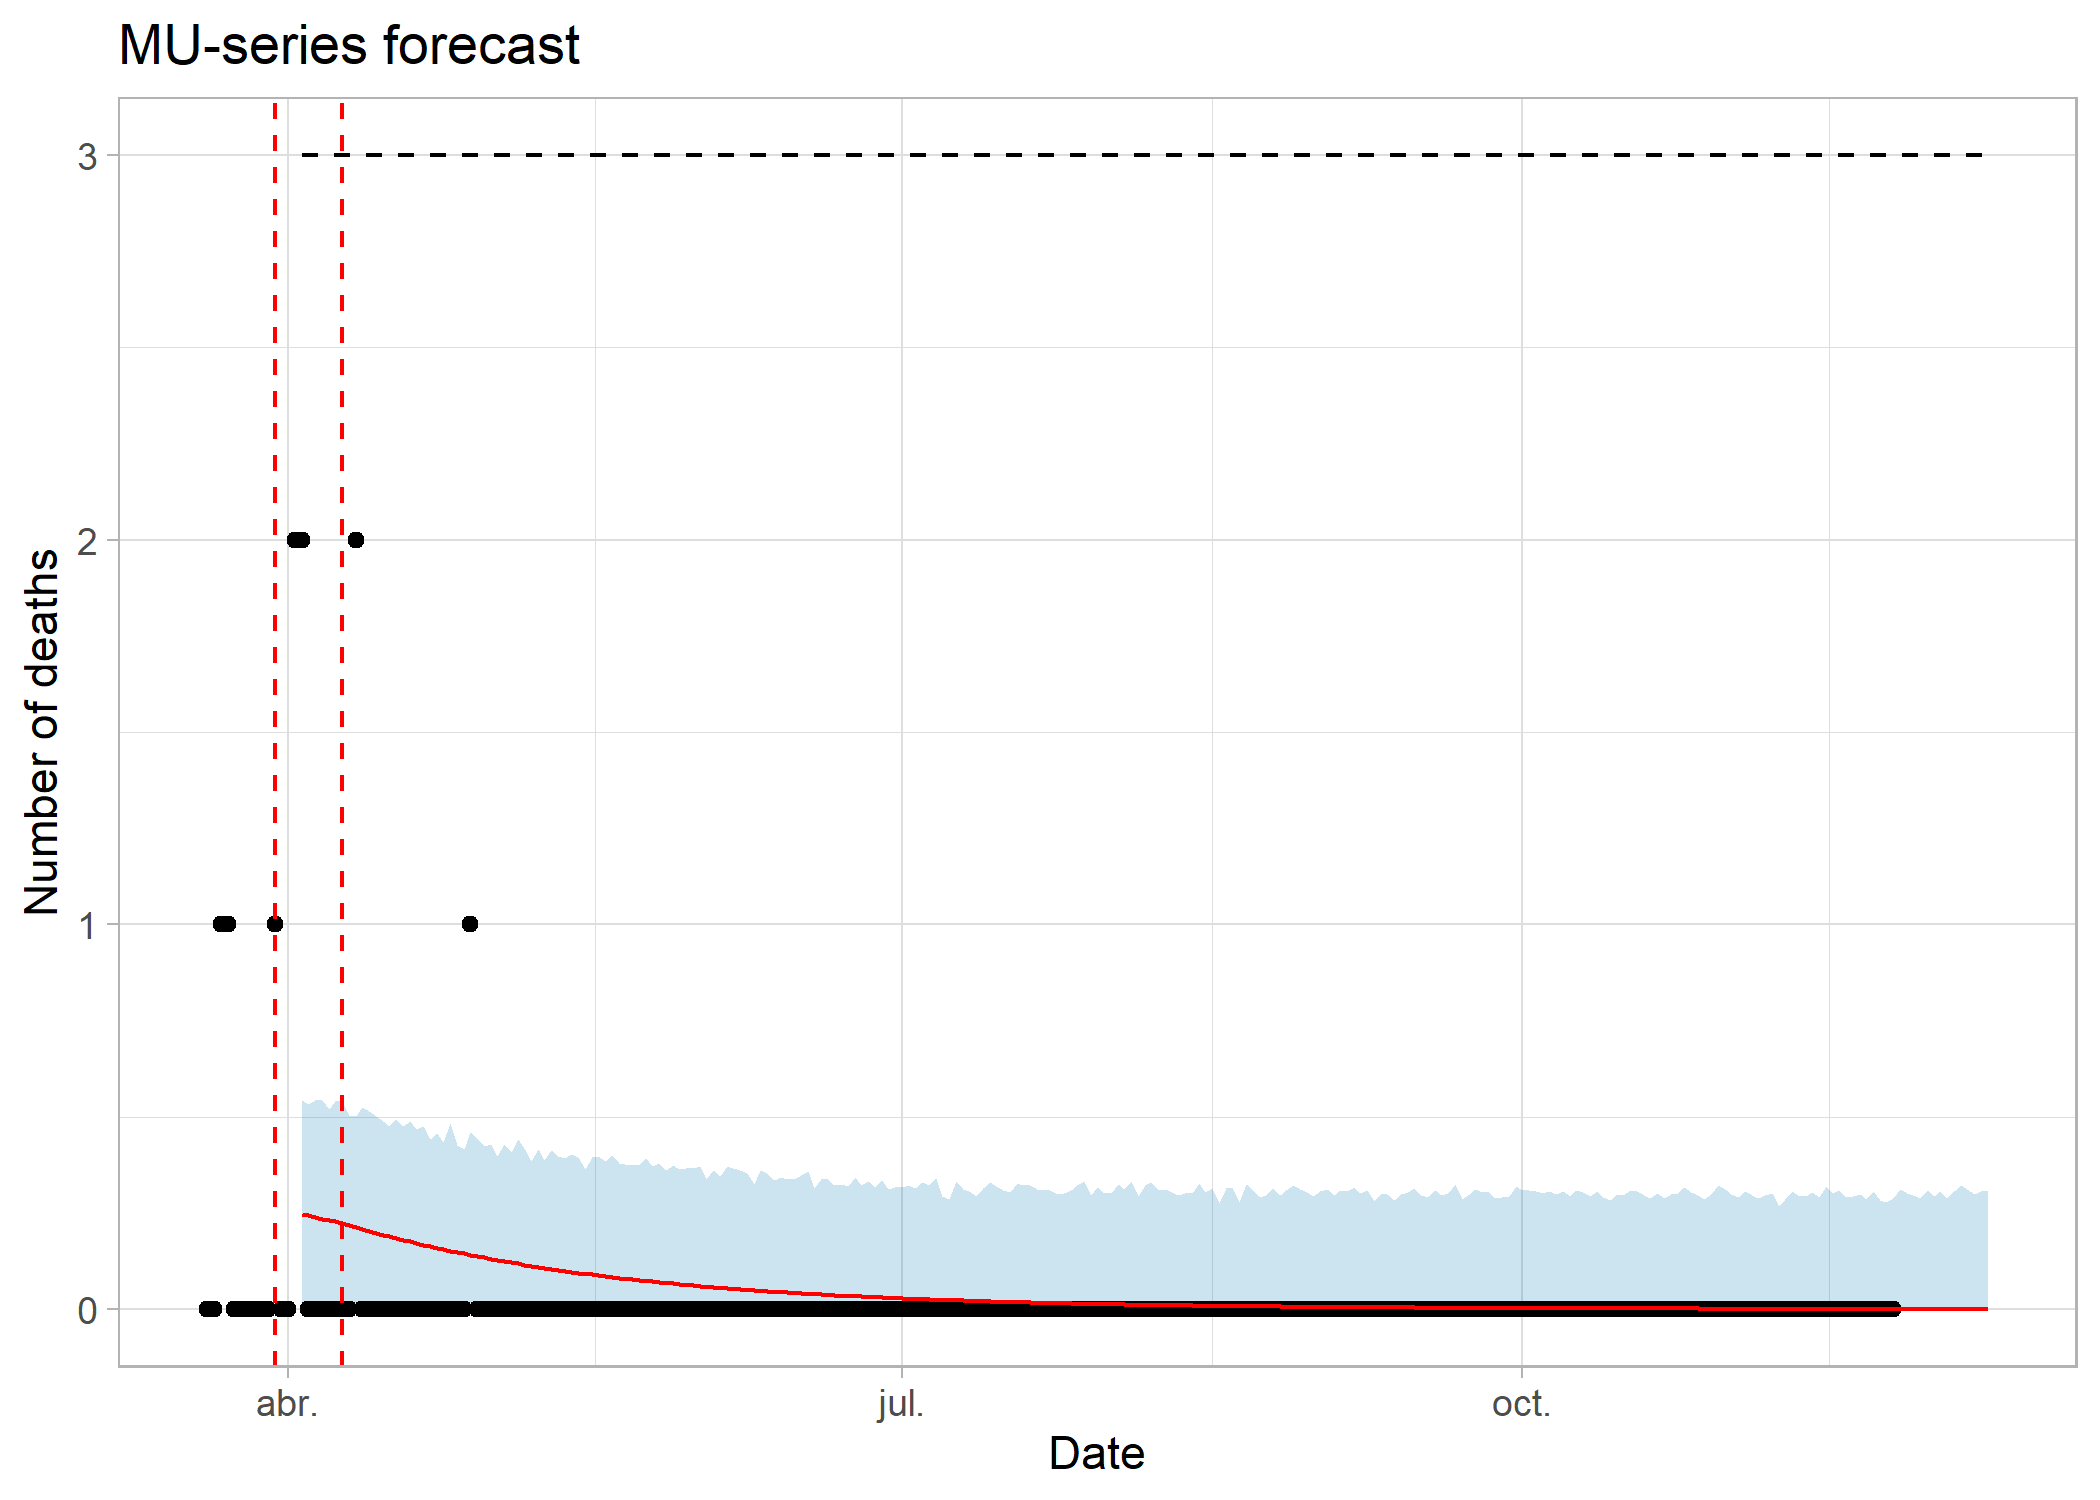 MU-series forecast
Number of deaths
3
2
1
0
abr.
jul.
oct.
Date